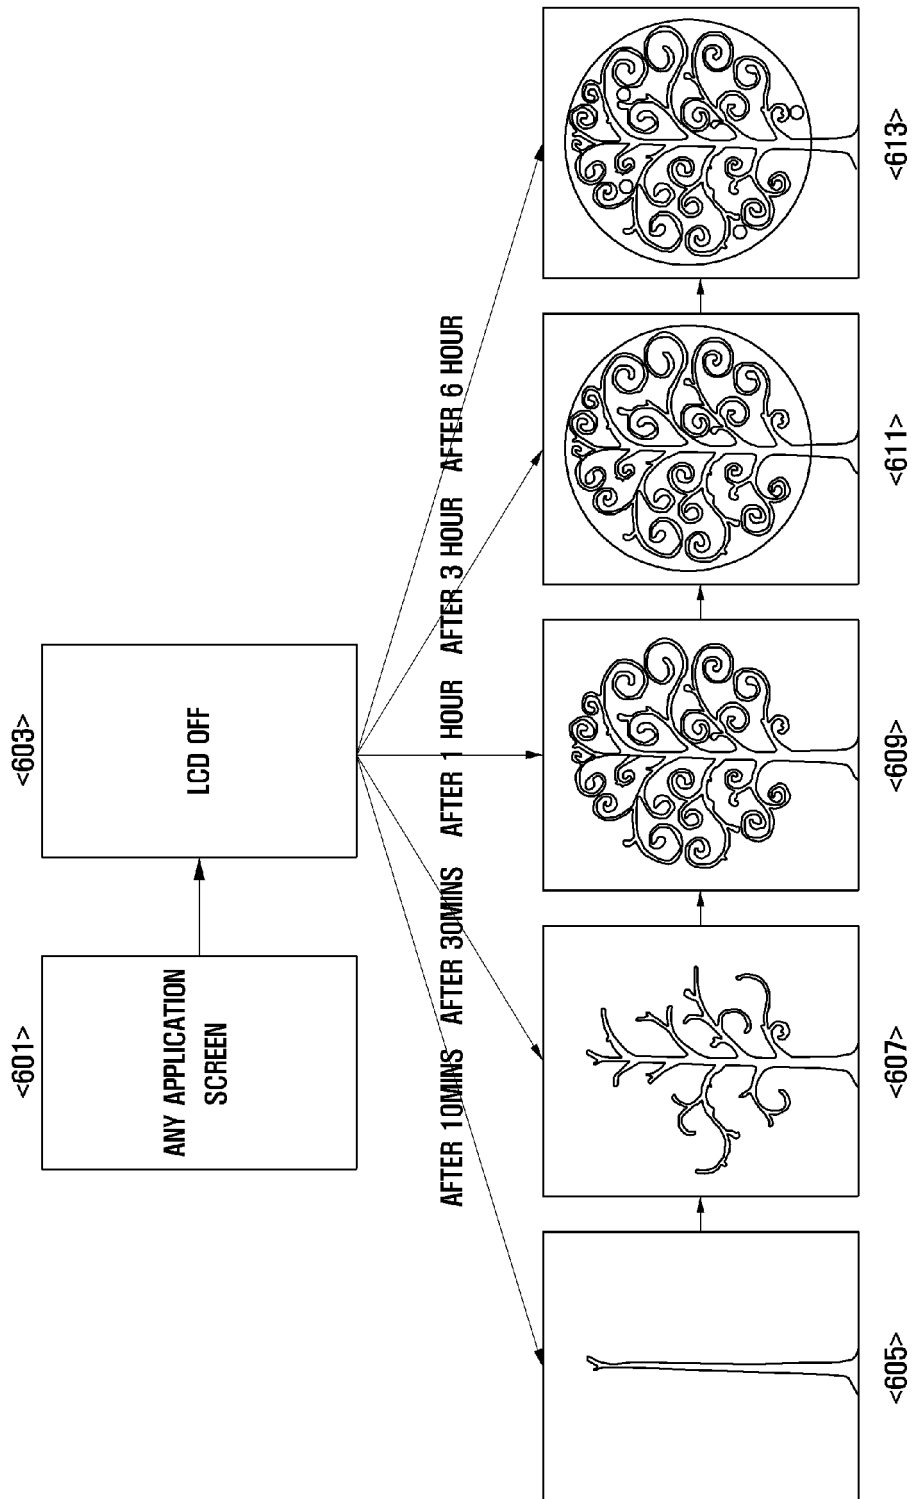 <601>
<603>
ANY APPLICATION
SCREEN
LCD OFF
AFTER 10MINS
AFTER 30MINS
AFTER 1 HOUR
AFTER 3 HOUR
AFTER 6 HOUR
<605>
<607>
<609>
<611>
<613>